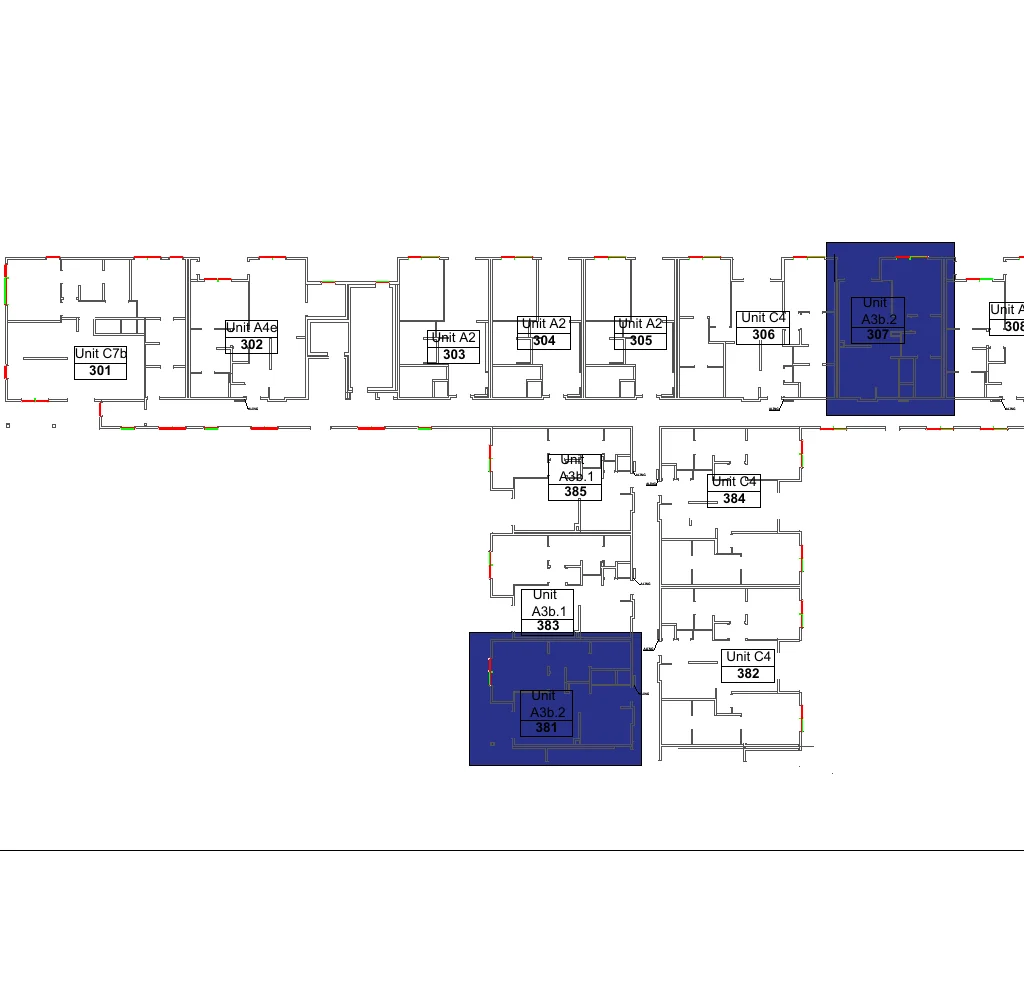 Unit C7b
301
Unit A4e
302
Unit A2
303
Unit A2
304
Unit A2
305
Unit C4
306
Unit
A3b.2
307
Unit A
308
Unit
A3b.1
385
Unit C4
384
Unit
A3b.1
383
Unit C4
382
Unit
A3b.2
381